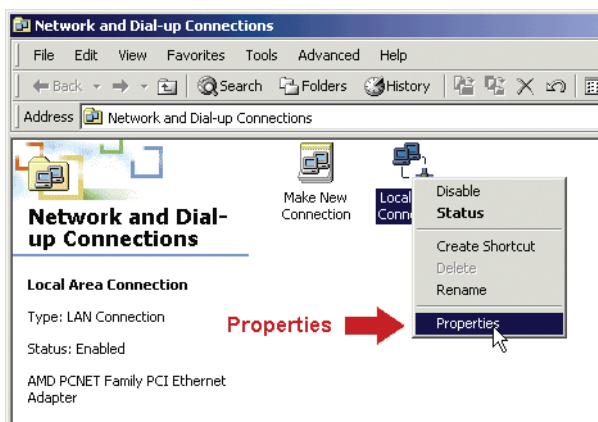 Network and Dial-up Connections
File Edit View Favorites Tools Advanced Help
Back Search Folders History
Address Network and Dial-up Connections
Make New
Connection
Local
Conn
Disable
Status
Create Shortcut
Delete
Rename
Properties
Network and Dial-
up Connections
Local Area Connection
Type: LAN Connection
Status: Enabled
AMD PCNET Family PCI Ethernet
Adapter
Properties